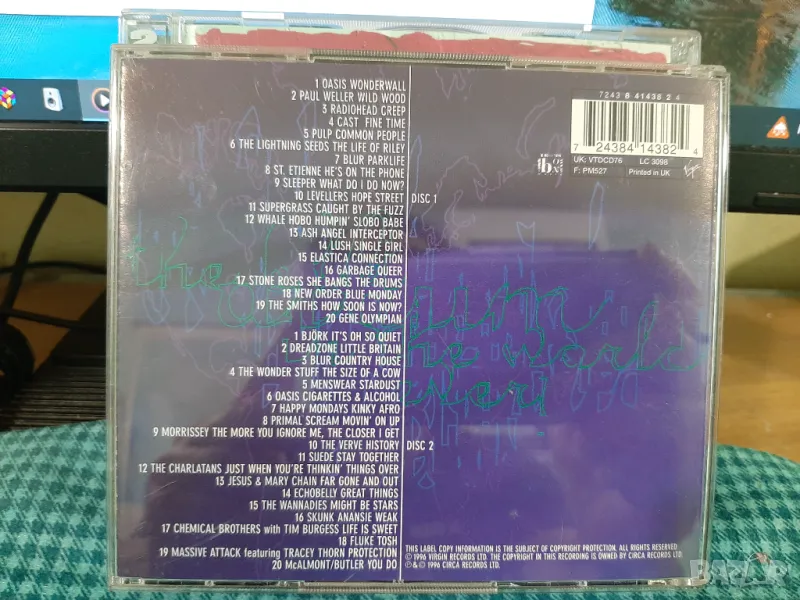 2
1 OASIS WONDERWALL
2 PAUL WELLER WILD WOOD
3 RADIOHEAD CREEP
4 CAST FINE TIME
5 PULP COMMON PEOPLE
6 THE LIGHTNING SEEDS THE LIFE OF RILEY
7 BLUR PARKLIFE
8 ST. ETIENNE HE'S ON THE PHONE
9 SLEEPER WHAT DO I DO NOW?
10 LEVELLERS HOPE STREET
11 SUPERGRASS CAUGHT BY THE FUZZ
12 WHALE HOBO HUMPIN' SLOBO BABE
13 ASH ANGEL INTERCEPTOR
14 LUSH SINGLE GIRL
15 ELASTICA CONNECTION
16 GARBAGE QUEER
17 STONE ROSES SHE BANGS THE DRUMS
18 NEW ORDER BLUE MONDAY
19 THE SMITHS HOW SOON IS NOW?
20 GENE OLYMPIAN
DISC 1
1 BJÖRK IT'S OH SO QUIET
2 DREADZONE LITTLE BRITAIN
3 BLUR COUNTRY HOUSE
4 THE WONDER STUFF THE SIZE OF A COW
5 MENSWEAR STARDUST
6 OASIS CIGARETTES & ALCOHOL
7 HAPPY MONDAYS KINKY AFRO
8 PRIMAL SCREAM MOVIN' ON UP
9 MORRISSEY THE MORE YOU IGNORE ME, THE CLOSER I GET
10 THE VERVE HISTORY
11 SUEDE STAY TOGETHER
12 THE CHARLATANS JUST WHEN YOU'RE THINKIN' THINGS OVER
13 JESUS & MARY CHAIN FAR GONE AND OUT
14 ECHOBELLY GREAT THINGS
15 THE WANNADIES MIGHT BE STARS
16 SKUNK ANANSIE WEAK
17 CHEMICAL BROTHERS with TIM BURGESS LIFE IS SWEET
18 FLUKE TOSH
19 MASSIVE ATTACK featuring TRACEY THORN PROTECTION
20 McALMONT/BUTLER YOU DO
DISC 2
7243 8 41438 2 4
7 24384 14382 4
UK: VTDCD76 LC 3098
F: PM527 Printed in UK
Virgin
THIS LABEL COPY INFORMATION IS THE SUBJECT OF COPYRIGHT PROTECTION. ALL RIGHTS RESERVED
© 1996 VIRGIN RECORDS LTD. THE COPYRIGHT IN THIS RECORDING IS OWNED BY CIRCA RECORDS LTD.
℗ & © 1996 CIRCA RECORDS LTD.